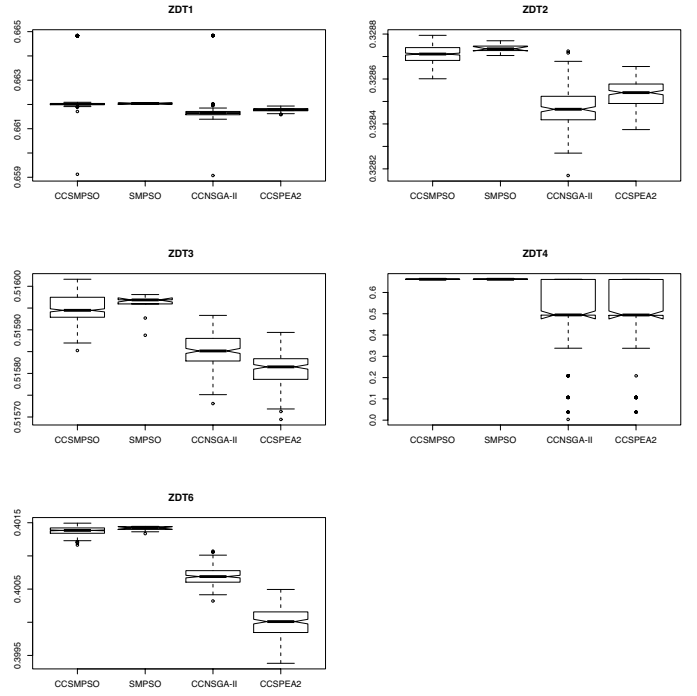 ZDT1
0.665
0.663
0.661
0.659
CCSMPSO SMPSO CCNSGA-II CCSPEA2
ZDT2
0.3288
0.3286
0.3284
0.3282
CCSMPSO SMPSO CCNSGA-II CCSPEA2
ZDT3
0.51600
0.51590
0.51580
0.51570
CCSMPSO SMPSO CCNSGA-II CCSPEA2
ZDT4
0.6
0.5
0.4
0.3
0.2
0.1
0.0
CCSMPSO SMPSO CCNSGA-II CCSPEA2
ZDT6
0.4015
0.4005
0.3995
CCSMPSO SMPSO CCNSGA-II CCSPEA2